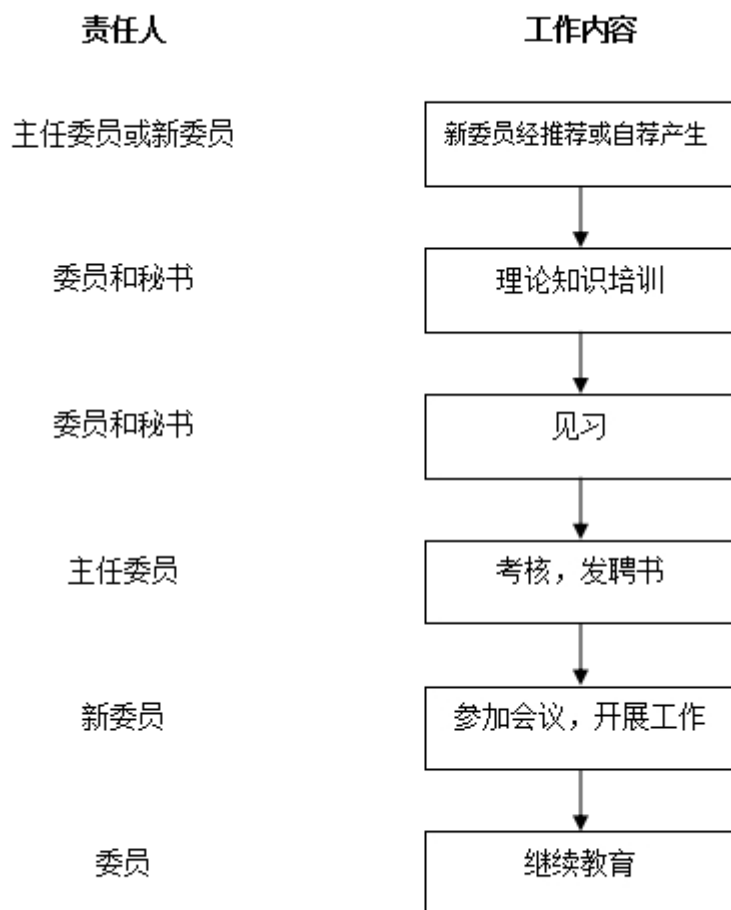 责任人 工作内容
主任委员或新委员 新委员经推荐或自荐产生
委员和秘书 理论知识培训
委员和秘书 见习
主任委员 考核，发聘书
新委员 参加会议，开展工作
委员 继续教育